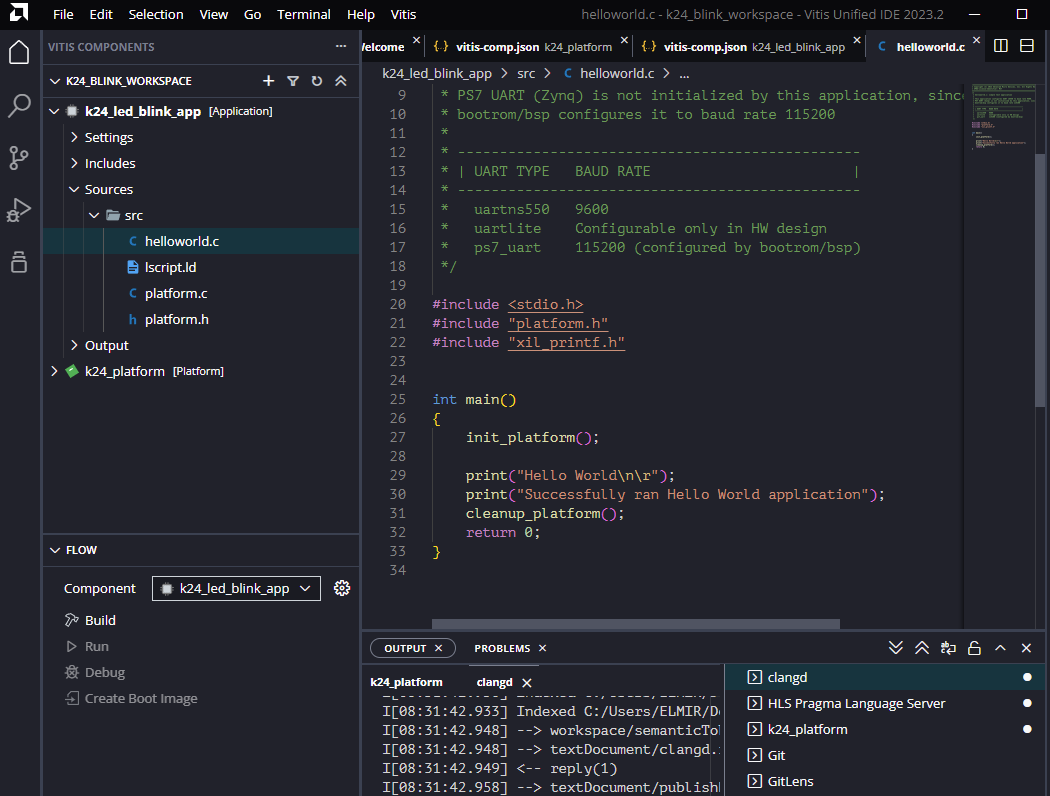 File Edit Selection View Go Terminal Help Vitis
helloworld.c - k24_blink_workspace - Vitis Unified IDE 2023.2
VITIS COMPONENTS
K24_BLINK_WORKSPACE
k24_led_blink_app [Application]
Settings
Includes
Sources
src
C helloworld.c
lscript.ld
C platform.c
h platform.h
Output
k24_platform [Platform]
FLOW
Component k24_led_blink_app
Build
Run
Debug
Create Boot Image
elcome {..} vitis-comp.json k24_platform {..} vitis-comp.json k24_led_blink_app C helloworld.c
k24_led_blink_app > src > C helloworld.c > ...
9 * PS7 UART (Zynq) is not initialized by this application, sinc
10 * bootrom/bsp configures it to baud rate 115200
11 *
12 * ------------------------------------------------
13 * | UART TYPE   BAUD RATE                        |
14 * ------------------------------------------------
15 *   uartns550   9600
16 *   uartlite    Configurable only in HW design
17 *   ps7_uart    115200 (configured by bootrom/bsp)
18 */
19
20 #include <stdio.h>
21 #include "platform.h"
22 #include "xil_printf.h"
23
24
25 int main()
26 {
27     init_platform();
28
29     print("Hello World\n\r");
30     print("Successfully ran Hello World application");
31     cleanup_platform();
32     return 0;
33 }
34
OUTPUT PROBLEMS
k24_platform clangd
I[08:31:42.933] Indexed C:/Users/ELMIR/De
I[08:31:42.948] --> workspace/semanticTo
I[08:31:42.948] --> textDocument/clangd.
I[08:31:42.949] <-- reply(1)
I[08:31:42.958] --> textDocument/publish
clangd
HLS Pragma Language Server
k24_platform
Git
GitLens